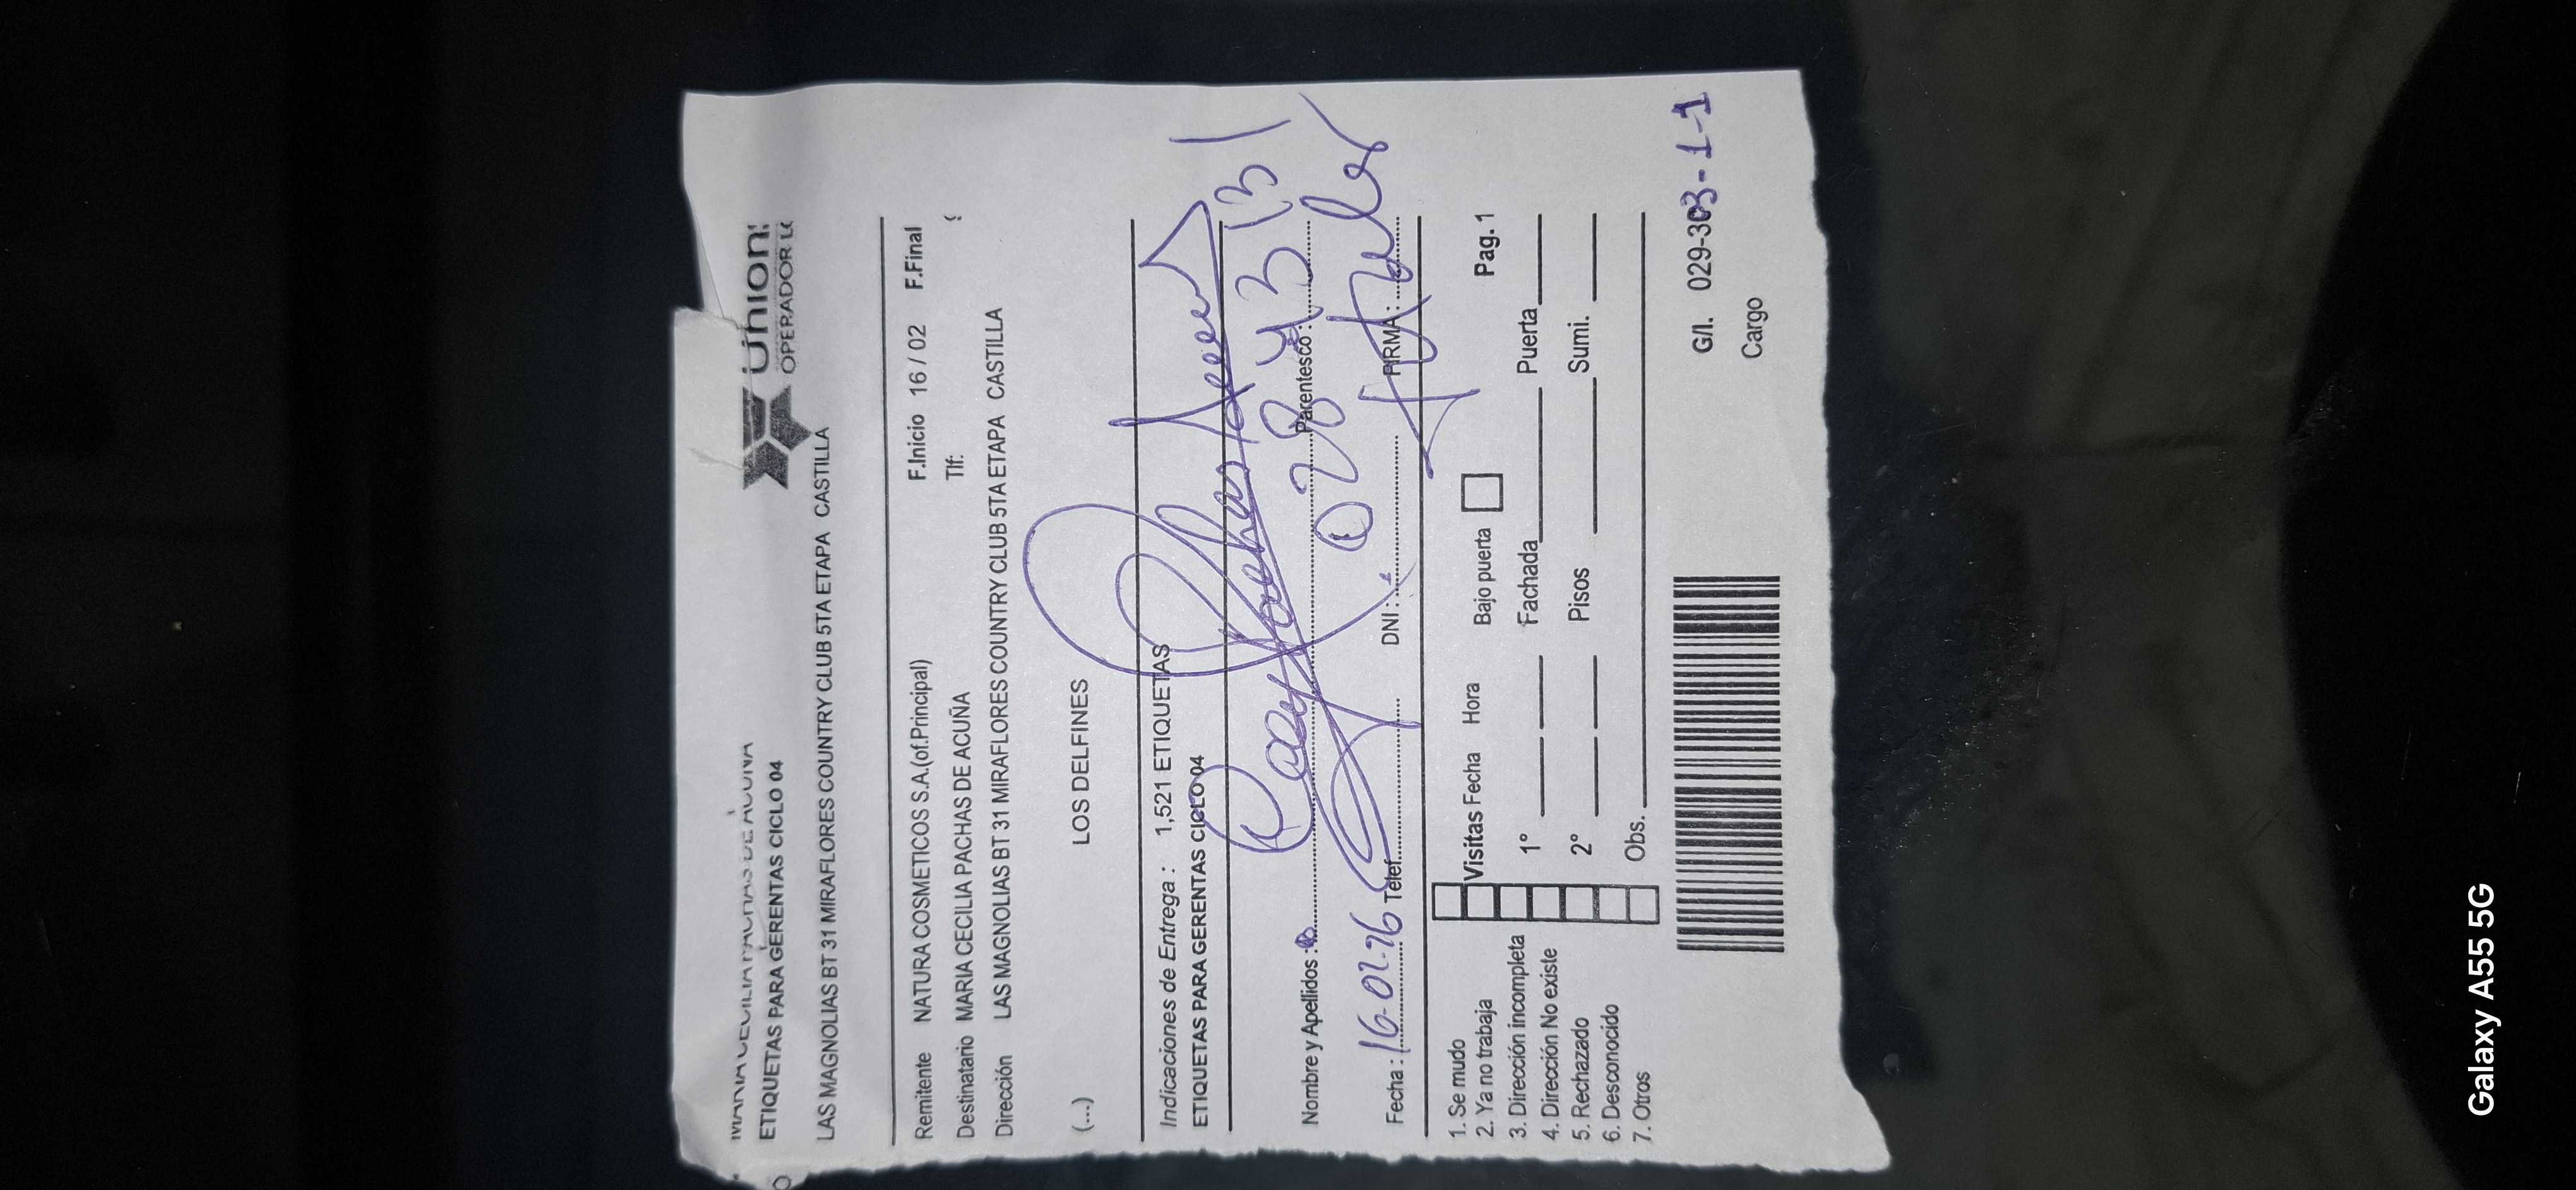 MARIA CECILIA PACHAS DE ACUÑA
ETIQUETAS PARA GERENTAS CICLO 04
Union
OPERADOR
LAS MAGNOLIAS BT 31 MIRAFLORES COUNTRY CLUB 5TA ETAPA CASTILLA
Remitente NATURA COSMETICOS S.A.(of.Principal) F.Inicio 16 / 02 F.Final
Destinatario MARIA CECILIA PACHAS DE ACUÑA Tlf:
Dirección LAS MAGNOLIAS BT 31 MIRAFLORES COUNTRY CLUB 5TA ETAPA CASTILLA
(...) LOS DELFINES
Indicaciones de Entrega : 1,521 ETIQUETAS
ETIQUETAS PARA GERENTAS CICLO 04
Nombre y Apellidos : Parentesco :
Fecha : 16-02-26 Telef. DNI : FIRMA :
1. Se mudo
2. Ya no trabaja
3. Dirección incompleta
4. Dirección No existe
5. Rechazado
6. Desconocido
7. Otros
Visitas Fecha Hora Bajo puerta Pag. 1
1° Fachada Puerta
2° Pisos Sumi.
Obs.
G/I. 029-303-1-1
Cargo
Galaxy A55 5G